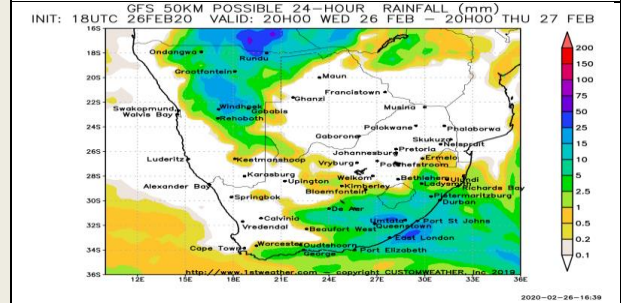 GFS 50KM POSSIBLE 24-HOUR RAINFALL (mm)
INIT: 18UTC 26FEB20 VALID: 20H00 WED 26 FEB - 20H00 THU 27 FEB
16S
18S
20S
22S
24S
26S
28S
30S
32S
34S
36S
Ondangwa
Rundu
Grootfontein
Maun
Francistown
Ghanzi
Windhoek
Gobabis
Musina
Swakopmund
Walvis Bay
Rehoboth
Polokwane
Phalaborwa
Gaborone
Skukuza
Nelspruit
Pretoria
Johannesburg
Luderitz
Keetmanshoop
Vryburg
Potchefstroom
Ermelo
Karasburg
Upington
Welkom
Bethlehem
Ulundi
Alexander Bay
Kimberley
Ladysmith
Richards Bay
Bloemfontein
Springbok
Pietermaritzburg
Durban
De Aar
Calvinia
Umtata
Port St Johns
Vredendal
Queenstown
Beaufort West
East London
Cape Town
Worcester
Oudtshoorn
George
Port Elizabeth
http://www.1stweather.com - copyright CUSTOMWEATHER, Inc 2019
12E 15E 18E 21E 24E 27E 30E 33E 36E
200
150
100
75
50
25
20
15
10
5
2.5
1
0.5
0.2
0.1
2020-02-26-16:39